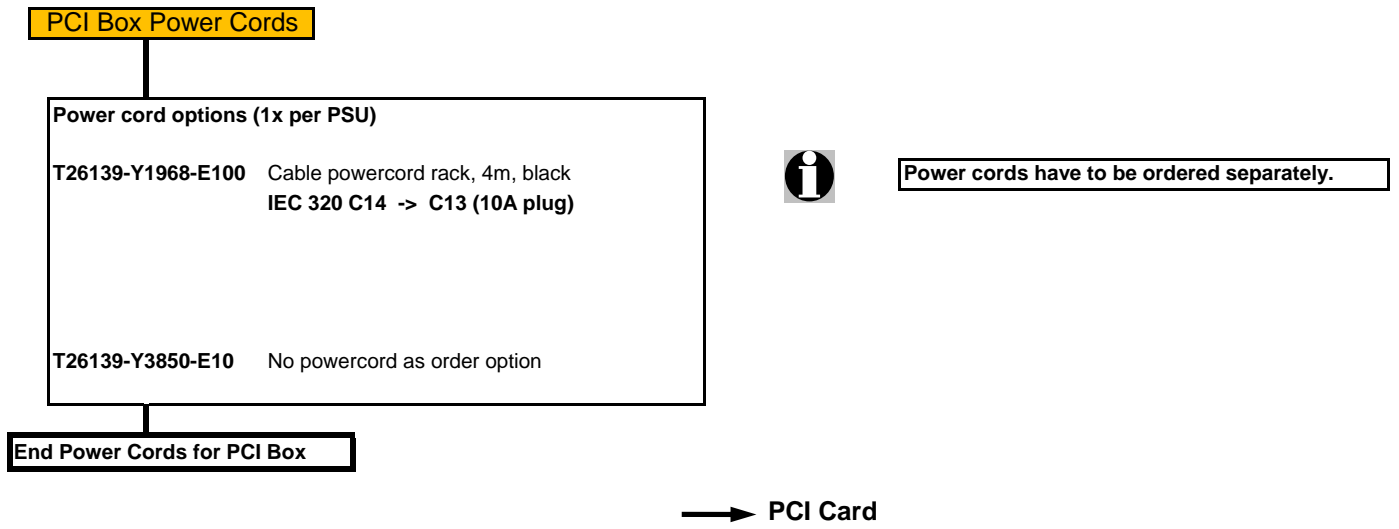 PCI Box Power Cords
Power cord options (1x per PSU)
T26139-Y1968-E100 Cable powercord rack, 4m, black
IEC 320 C14 -> C13 (10A plug)
Power cords have to be ordered separately.
T26139-Y3850-E10 No powercord as order option
End Power Cords for PCI Box
PCI Card